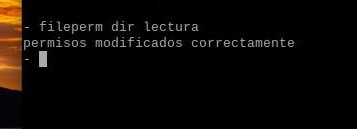 - fileperm dir lectura
permisos modificados correctamente
-